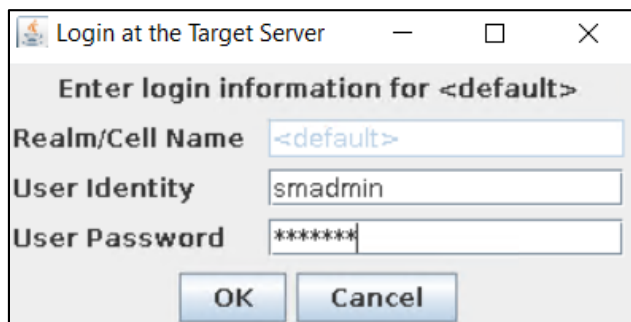 Login at the Target Server
Enter login information for <default>
Realm/Cell Name <default>
User Identity smadmin
User Password *******
OK Cancel